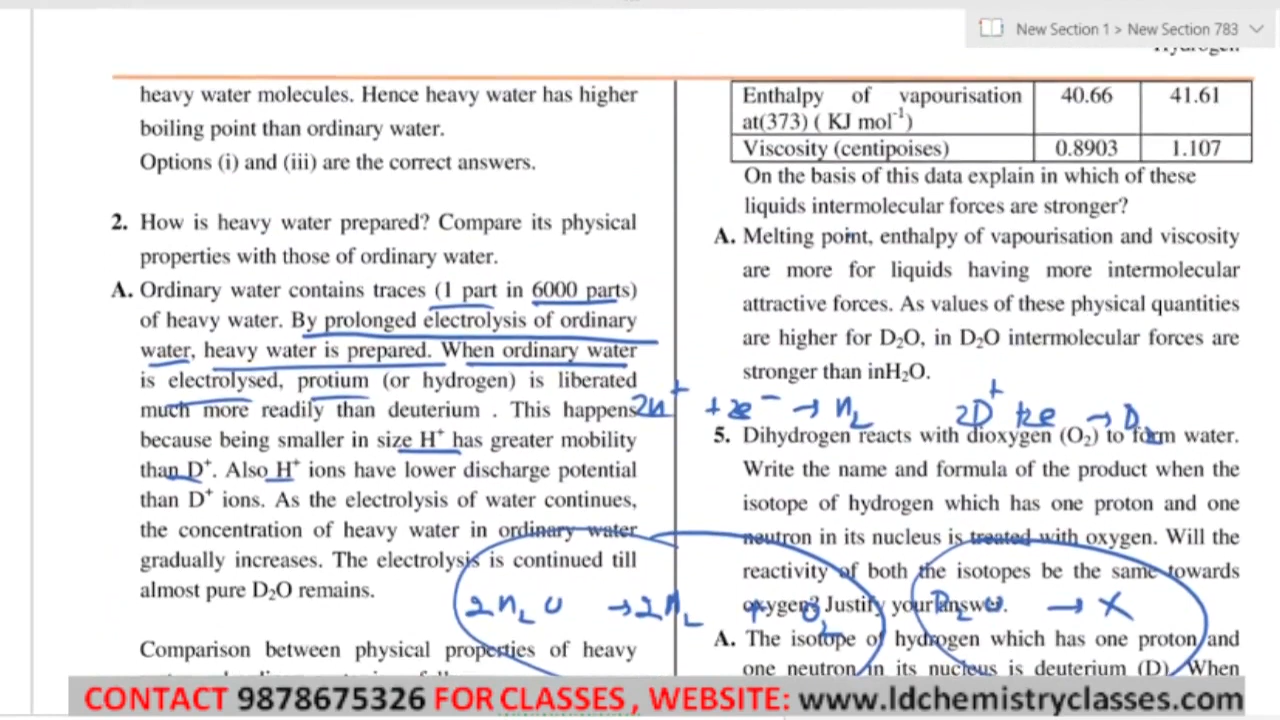 New Section 1 > New Section 783
heavy water molecules. Hence heavy water has higher
boiling point than ordinary water.
Options (i) and (iii) are the correct answers.
2. How is heavy water prepared? Compare its physical
properties with those of ordinary water.
A. Ordinary water contains traces (1 part in 6000 parts)
of heavy water. By prolonged electrolysis of ordinary
water, heavy water is prepared. When ordinary water
is electrolysed, protium (or hydrogen) is liberated
much more readily than deuterium . This happens
because being smaller in size H⁺ has greater mobility
than D⁺. Also H⁺ ions have lower discharge potential
than D⁺ ions. As the electrolysis of water continues,
the concentration of heavy water in ordinary water
gradually increases. The electrolysis is continued till
almost pure D₂O remains.
2H₂O → 2H₂ + O₂
Comparison between physical properties of heavy
Hydrogen
Enthalpy of vapourisation 40.66 41.61
at(373) ( KJ mol⁻¹)
Viscosity (centipoises) 0.8903 1.107
On the basis of this data explain in which of these
liquids intermolecular forces are stronger?
A. Melting point, enthalpy of vapourisation and viscosity
are more for liquids having more intermolecular
attractive forces. As values of these physical quantities
are higher for D₂O, in D₂O intermolecular forces are
stronger than inH₂O.
2H⁺ + 2e⁻ → H₂ 2D⁺ + 2e → D₂
5. Dihydrogen reacts with dioxygen (O₂) to form water.
Write the name and formula of the product when the
isotope of hydrogen which has one proton and one
neutron in its nucleus is treated with oxygen. Will the
reactivity of both the isotopes be the same towards
oxygen? Justify your answer.
D₂O → X
A. The isotope of hydrogen which has one proton and
one neutron in its nucleus is deuterium (D). When
CONTACT 9878675326 FOR CLASSES , WEBSITE: www.ldchemistryclasses.com